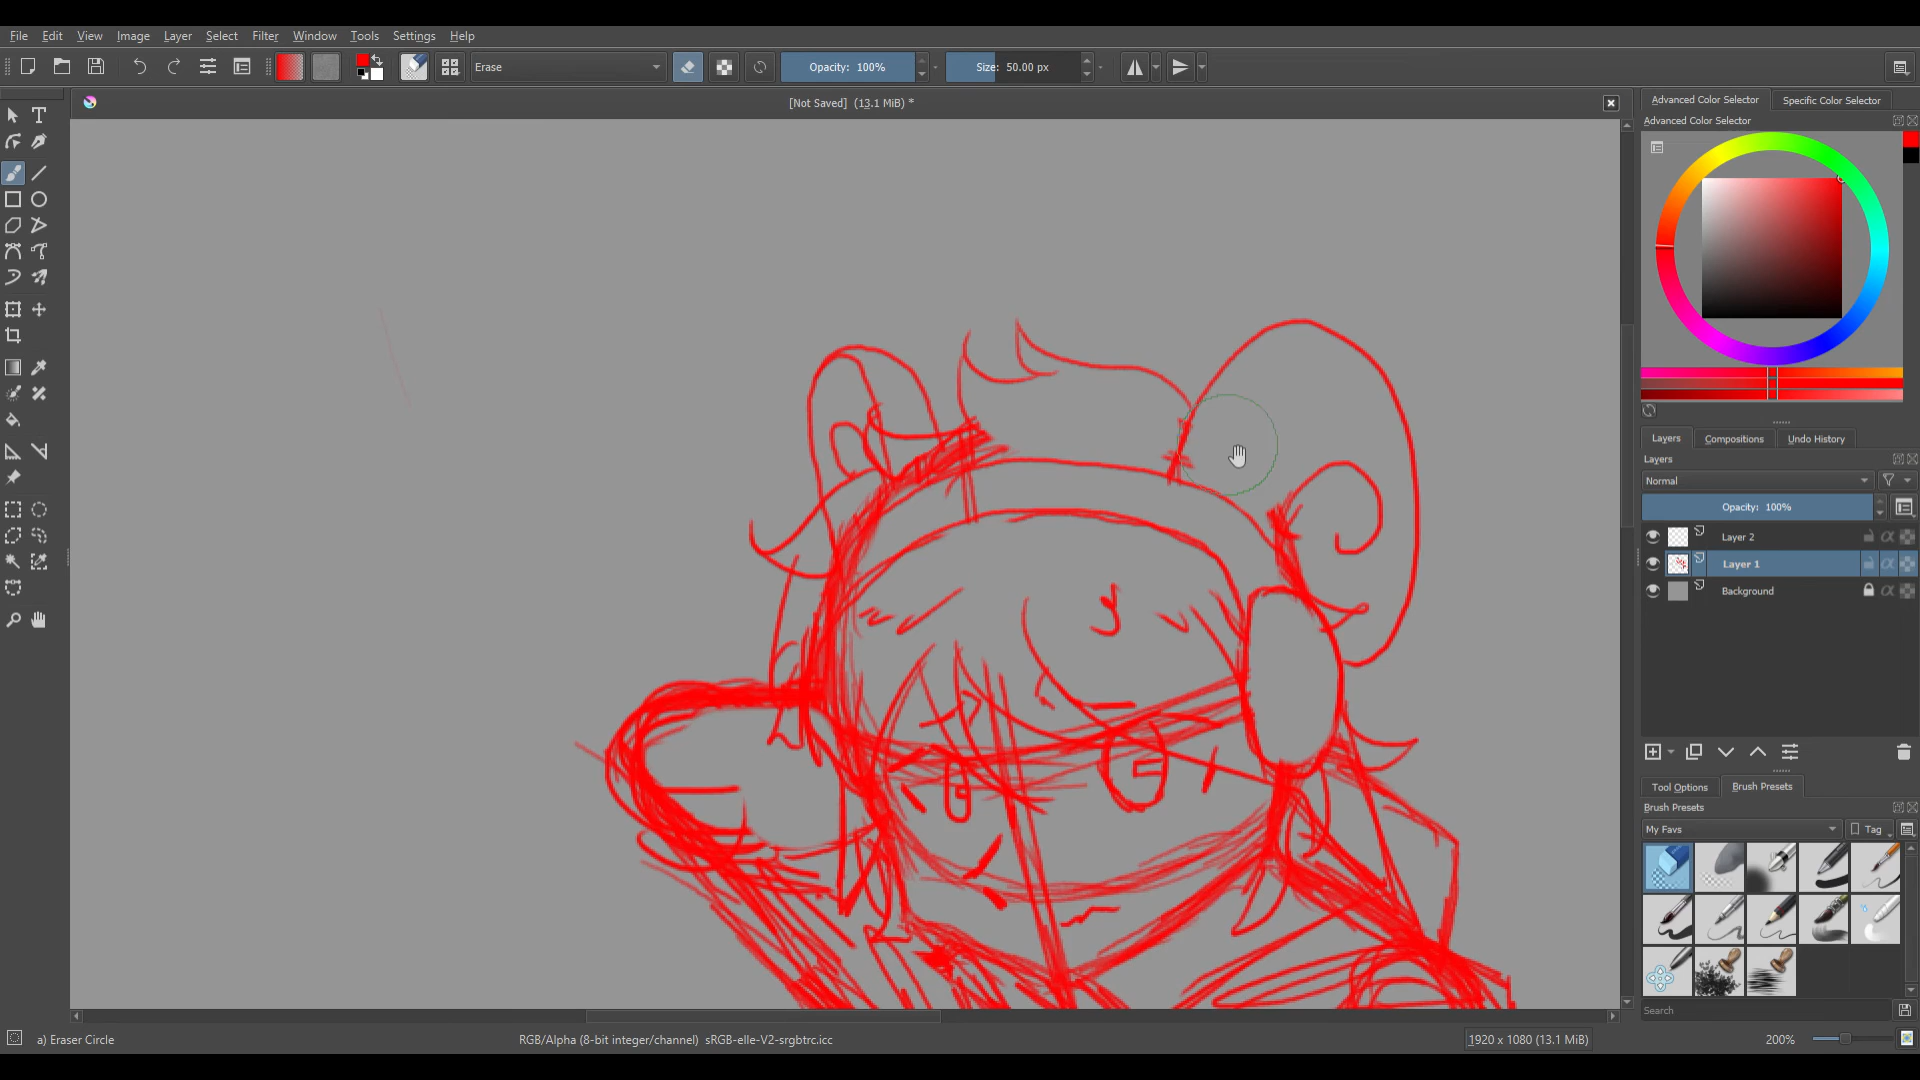 File Edit View Image Layer Select Filter Window Tools Settings Help
Erase Opacity: 100% Size: 50.00 px
[Not Saved] (13.1 MiB) *
Advanced Color Selector Specific Color Selector
Advanced Color Selector
Layers Compositions Undo History
Layers
Normal
Opacity: 100%
Layer 2
Layer 1
Background
Tool Options Brush Presets
Brush Presets
My Favs Tag
Search
a) Eraser Circle RGB/Alpha (8-bit integer/channel) sRGB-elle-V2-srgbtrc.icc 1920 x 1080 (13.1 MiB) 200%